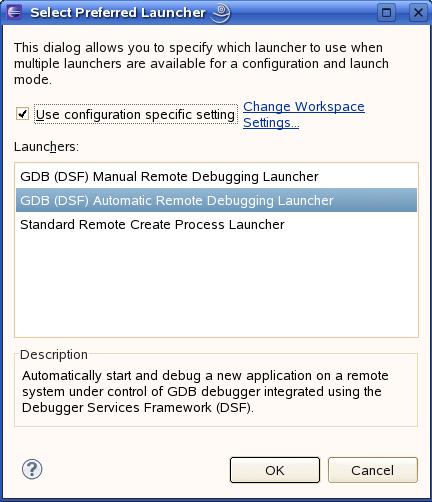 Select Preferred Launcher
This dialog allows you to specify which launcher to use when
multiple launchers are available for a configuration and launch
mode.
Use configuration specific setting
Change Workspace
Settings...
Launchers:
GDB (DSF) Manual Remote Debugging Launcher
GDB (DSF) Automatic Remote Debugging Launcher
Standard Remote Create Process Launcher
Description
Automatically start and debug a new application on a remote
system under control of GDB debugger integrated using the
Debugger Services Framework (DSF).
?
OK
Cancel